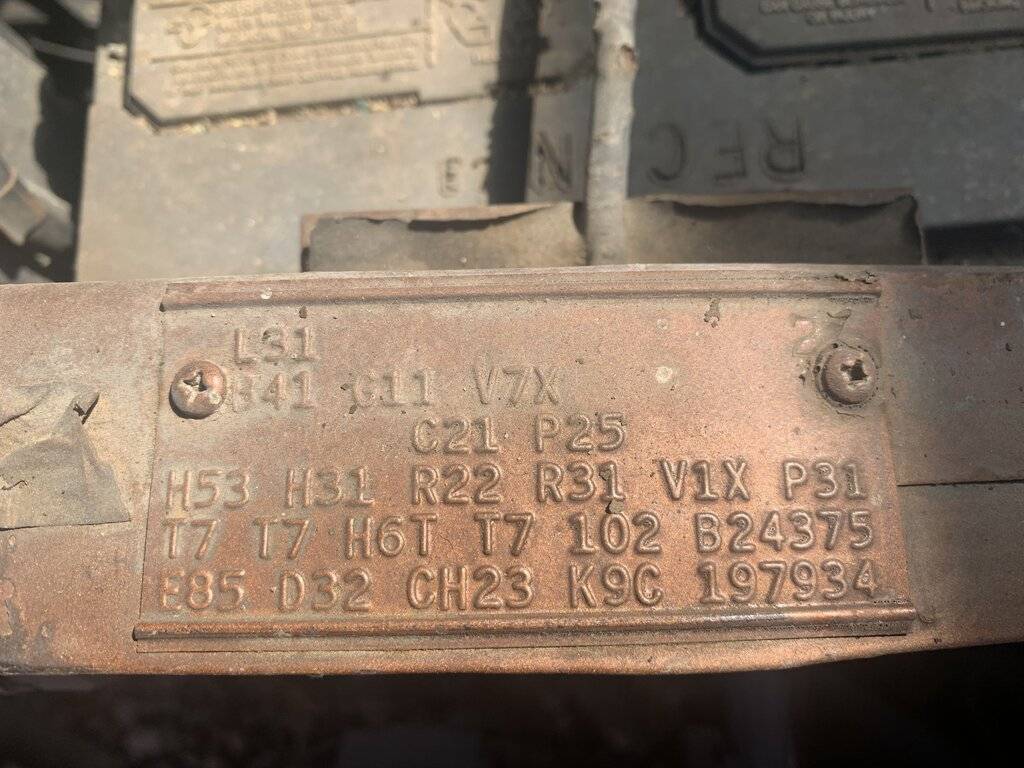 L31
B41 G11 V7X
C21 P25
H53 H31 R22 R31 V1X P31
T7 T7 H6T T7 102 B24375
E85 D32 CH23 K9C 197934